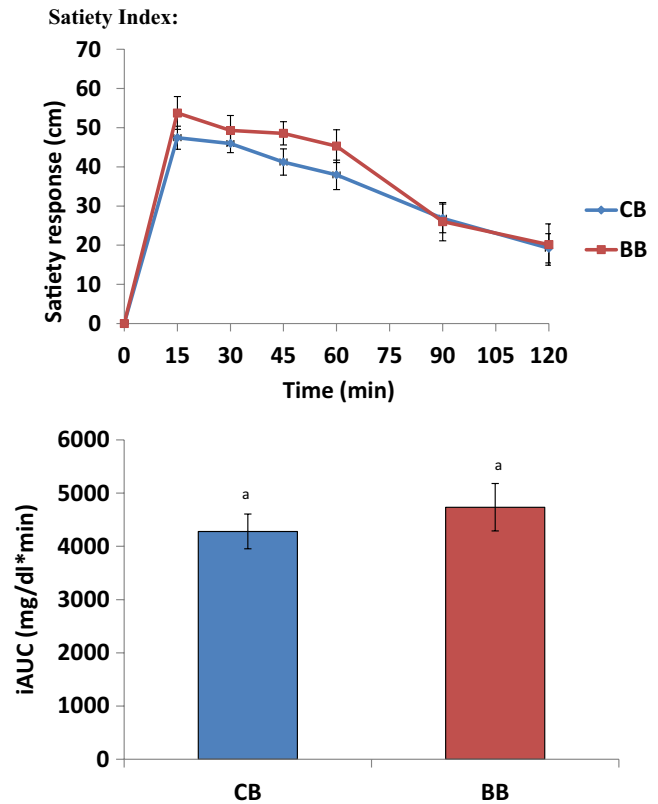 Satiety Index:
70
60
50
40
30
20
10
0
Satiety response (cm)
0 15 30 45 60 75 90 105 120
Time (min)
CB
BB
6000
5000
4000
3000
2000
1000
0
iAUC (mg/dl*min)
a
a
CB BB